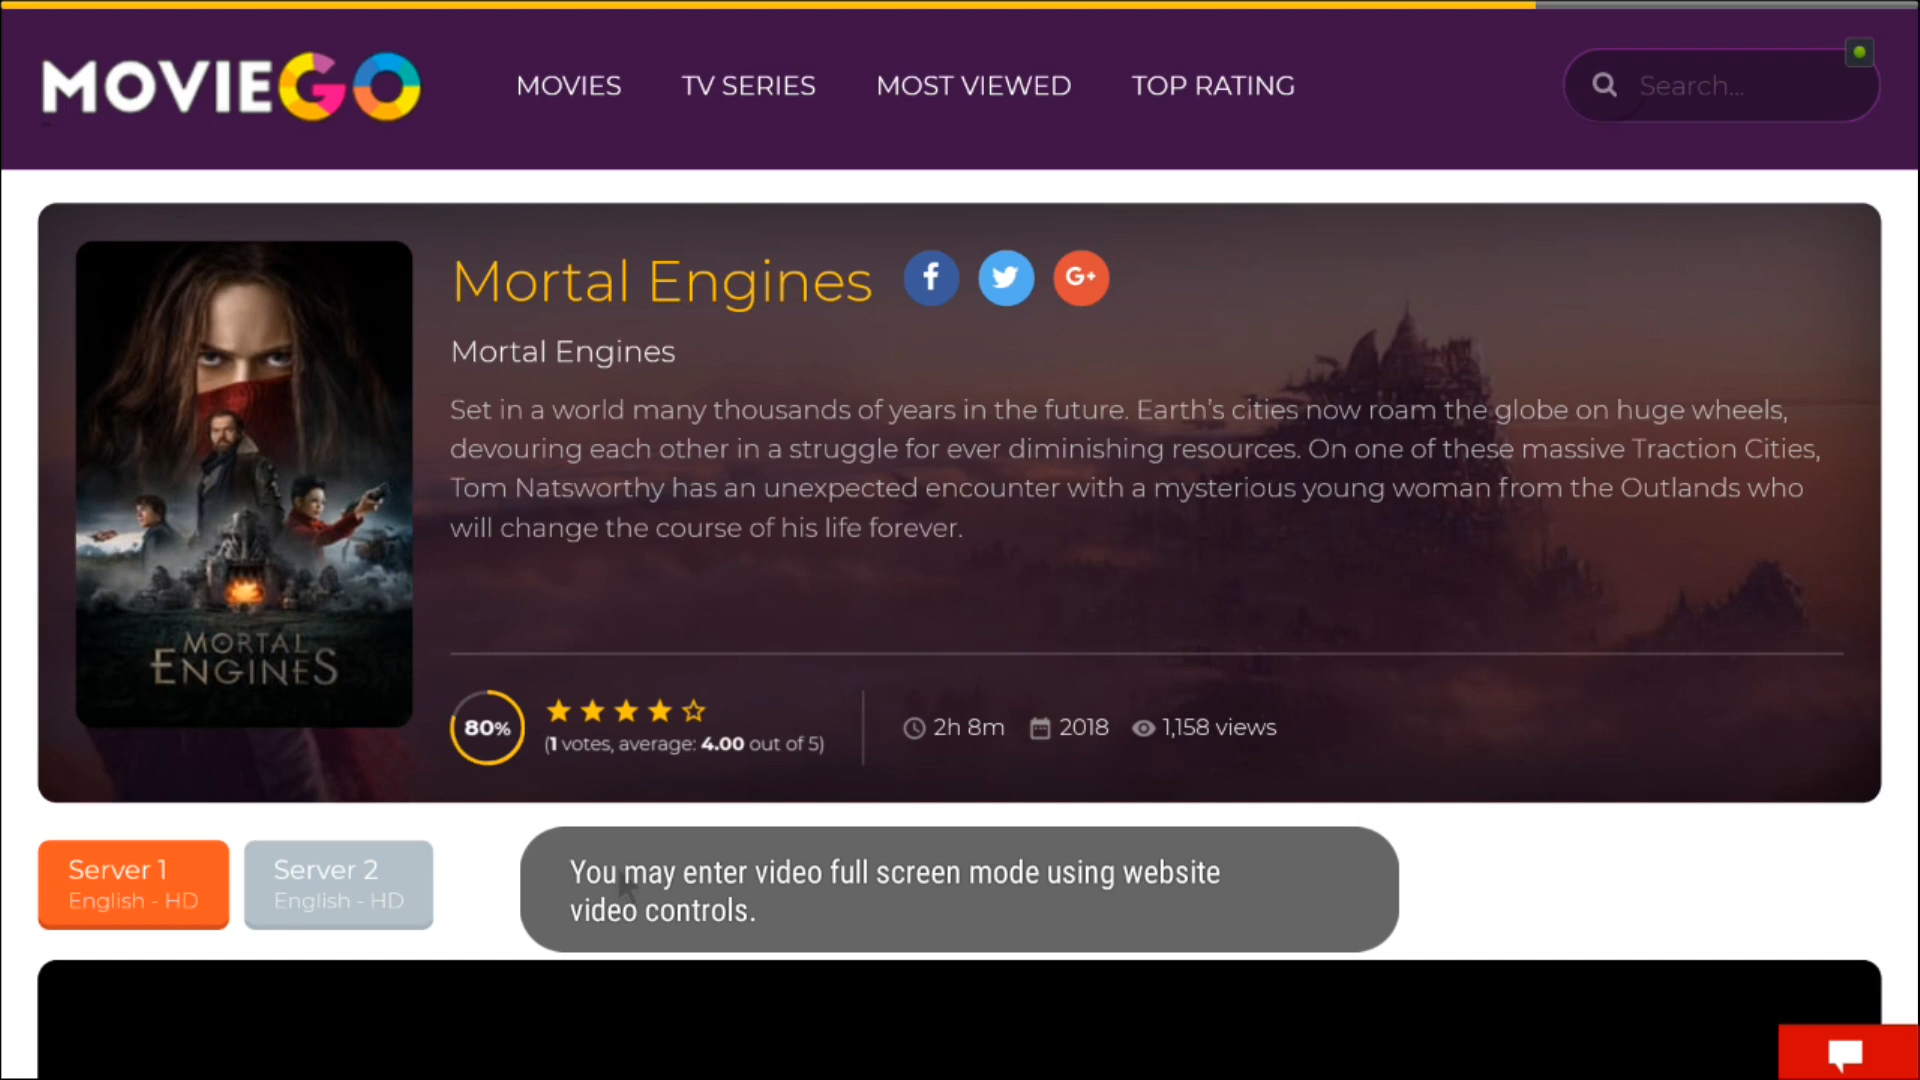 MOVIEGO
MOVIES TV SERIES MOST VIEWED TOP RATING
Search...
Mortal Engines
f G+
Mortal Engines
Set in a world many thousands of years in the future. Earth's cities now roam the globe on huge wheels,
devouring each other in a struggle for ever diminishing resources. On one of these massive Traction Cities,
Tom Natsworthy has an unexpected encounter with a mysterious young woman from the Outlands who
will change the course of his life forever.
MORTAL
ENGINES
80%
(1 votes, average: 4.00 out of 5)
2h 8m 2018 1,158 views
Server 1
English - HD
Server 2
English - HD
You may enter video full screen mode using website
video controls.